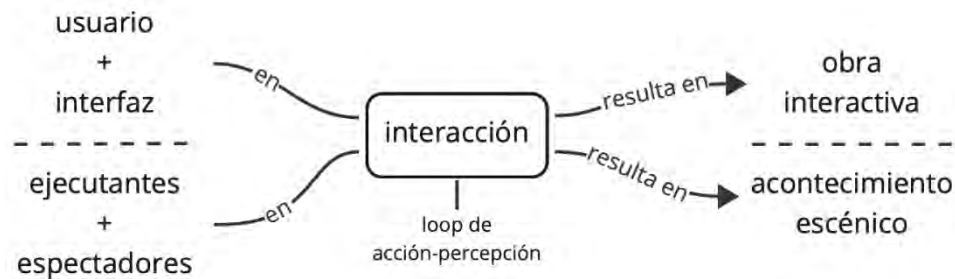 usuario
+
interfaz
en
ejecutantes
+
espectadores
en
interacción
loop de
acción-percepción
resulta en
obra
interactiva
resulta en
acontecimiento
escénico